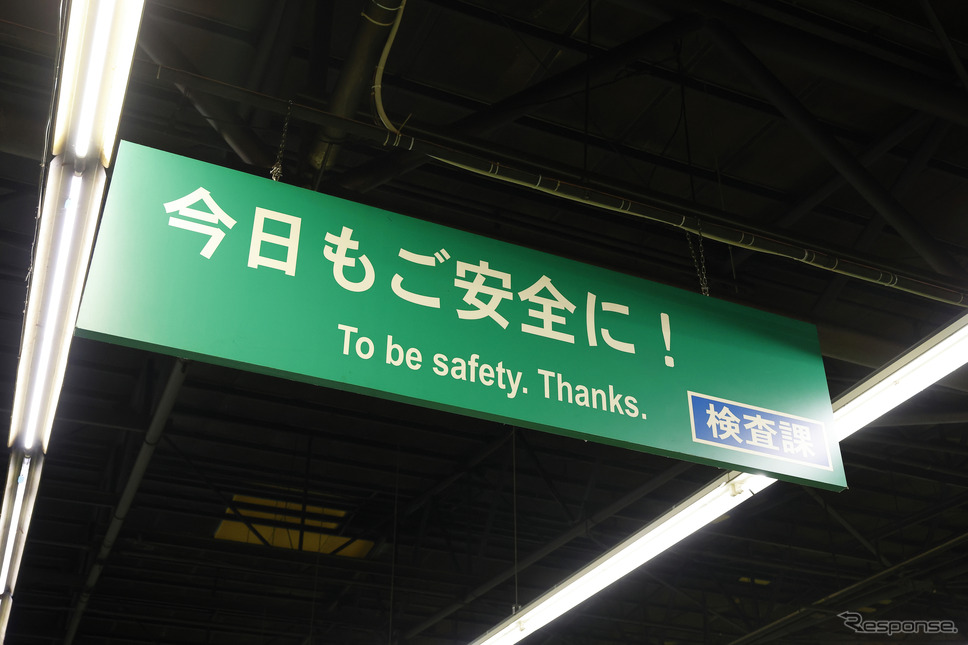 今日もご安全に!
To be safety. Thanks.
検査課
Response.